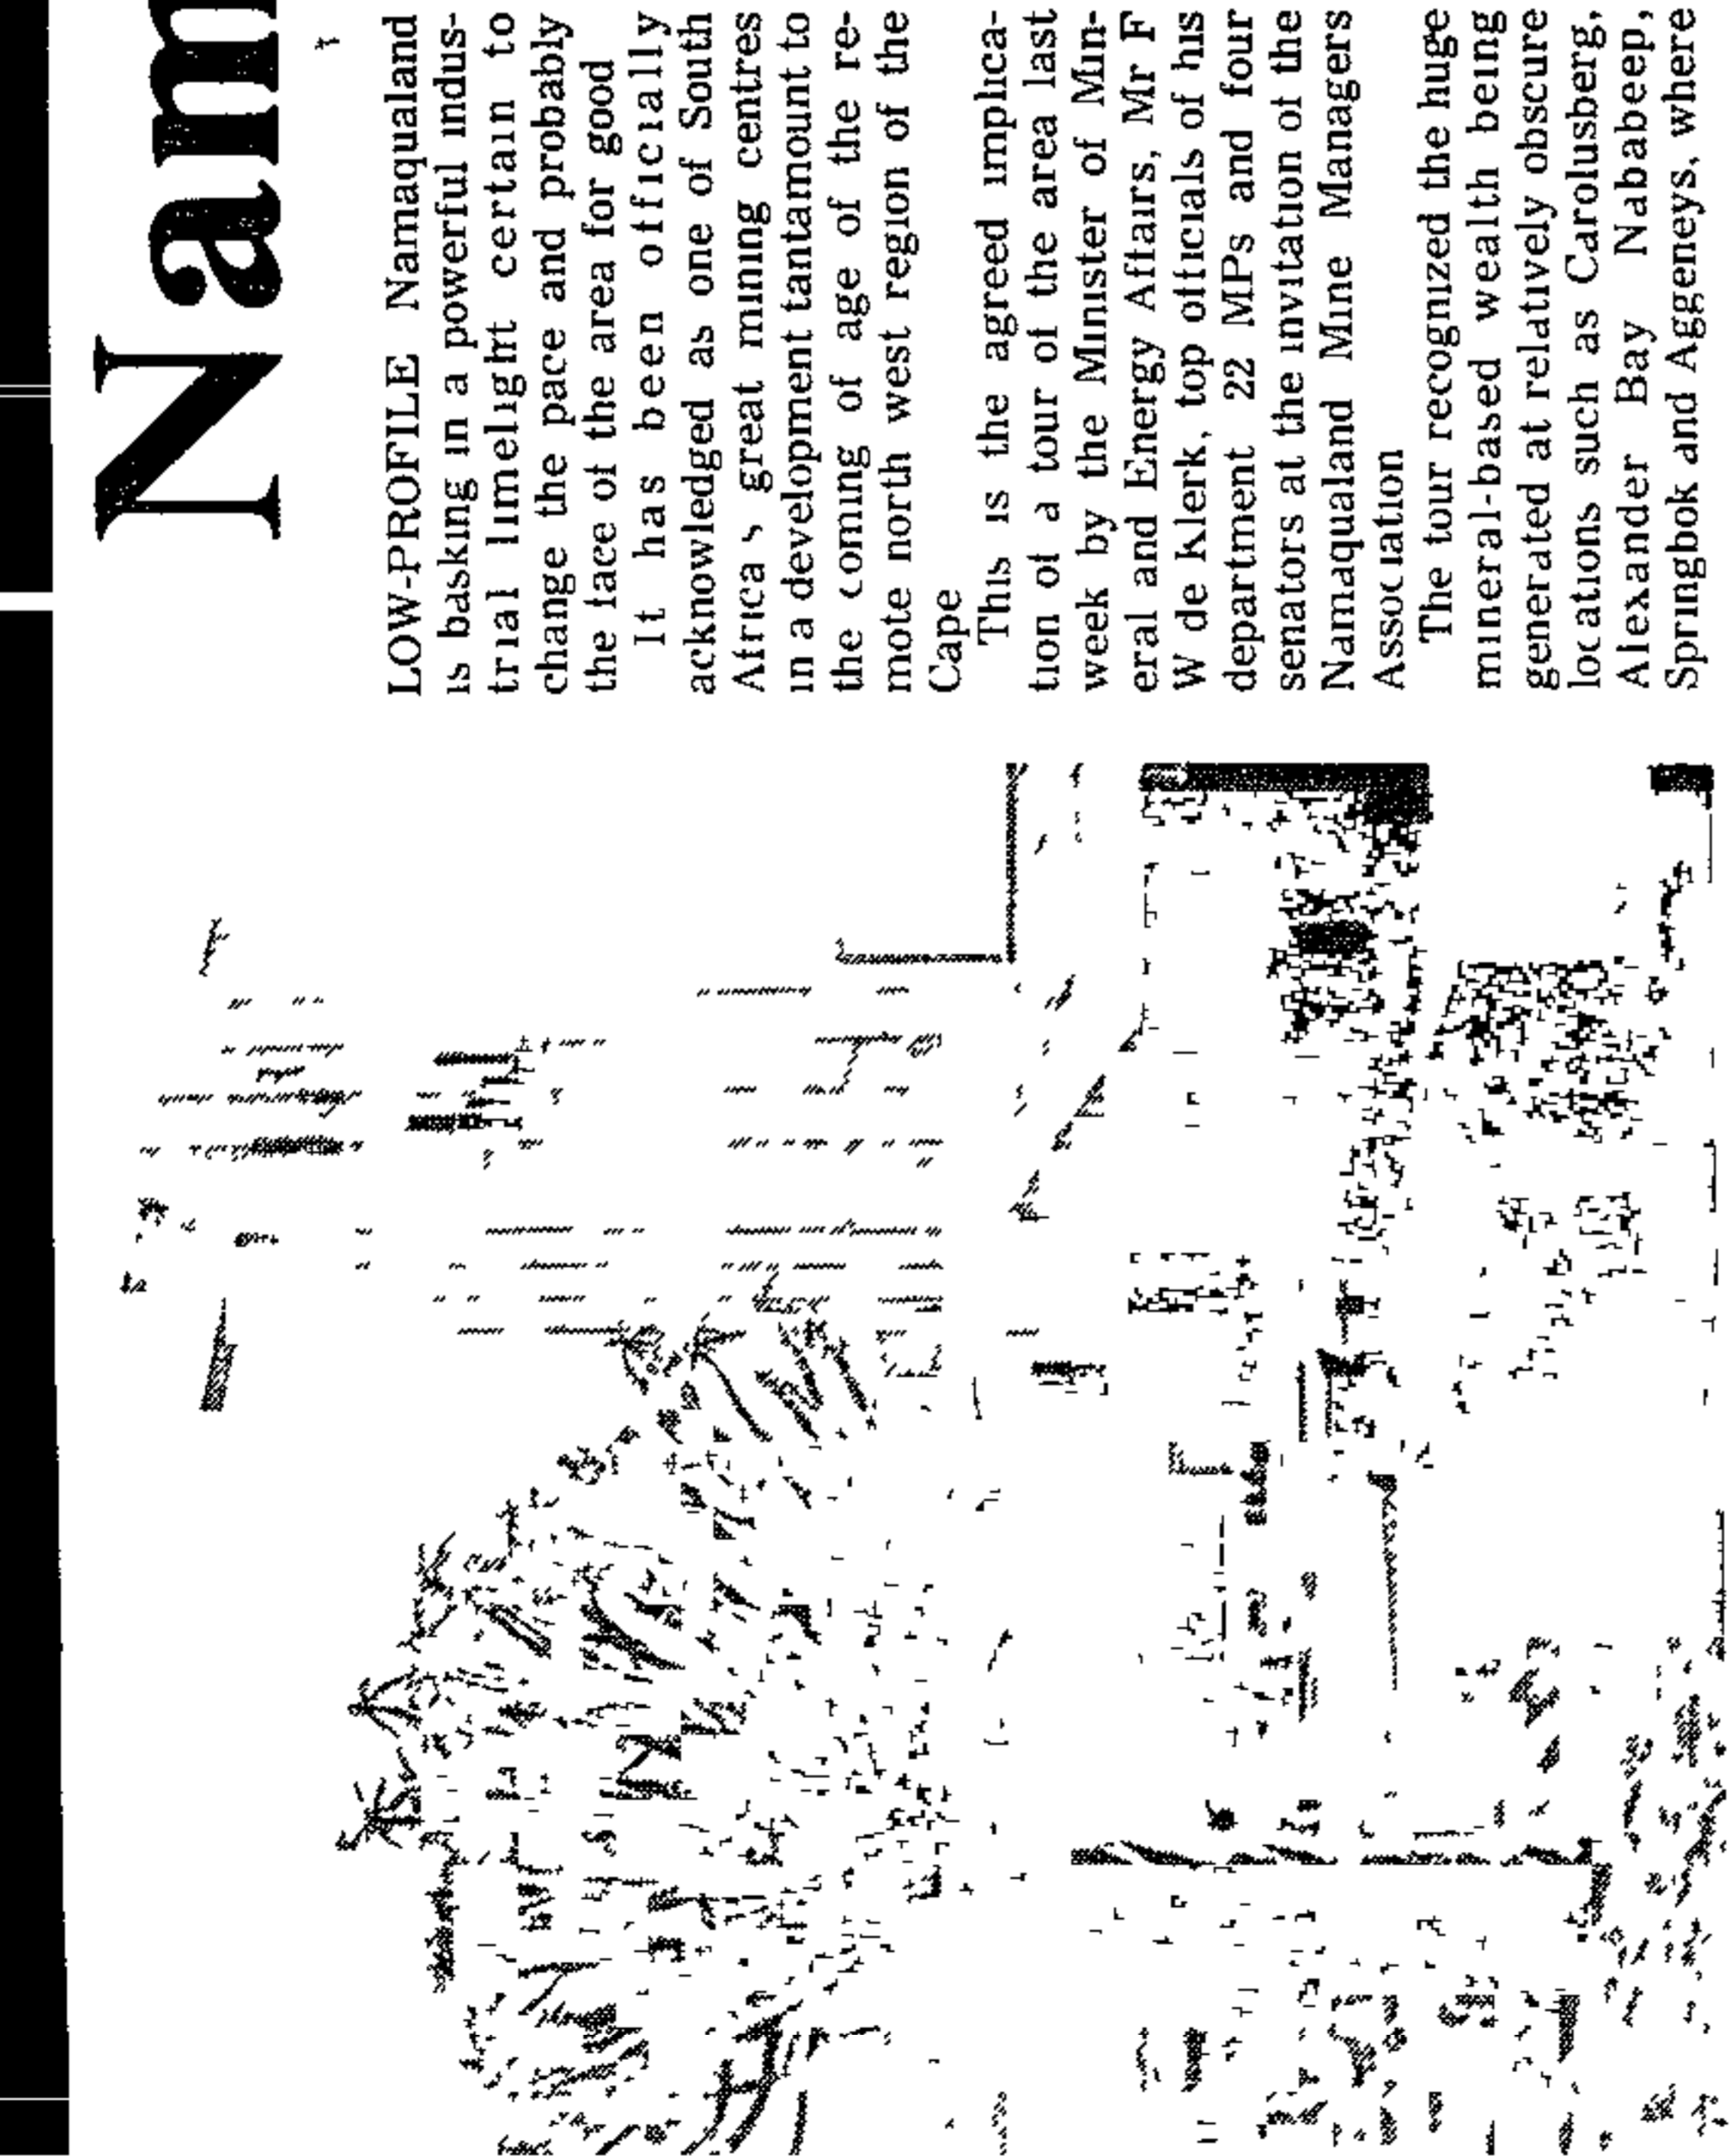 Nam
LOW-PROFILE Namaqualand
is basking in a powerful indus-
trial limelight certain to
change the pace and probably
the face of the area for good
It has been officially
acknowledged as one of South
Africa s great mining centres
in a development tantamount to
the coming of age of the re-
mote north west region of the
Cape
This is the agreed implica-
tion of a tour of the area last
week by the Minister of Min-
eral and Energy Affairs, Mr F
W de Klerk, top officials of his
department 22 MPs and four
senators at the invitation of the
Namaqualand Mine Managers
Association
The tour recognized the huge
mineral-based wealth being
generated at relatively obscure
locations such as Carolusberg,
Alexander Bay Nababeep,
Springbok and Aggeneys, where